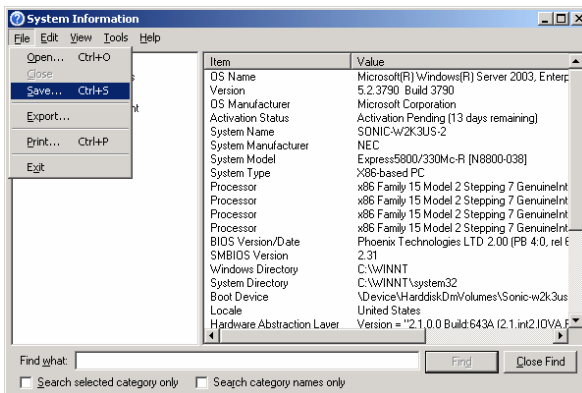 System Information
File Edit View Tools Help
Open... Ctrl+O
Close
Save... Ctrl+S
Export...
Print... Ctrl+P
Exit
Item Value
OS Name Microsoft(R) Windows(R) Server 2003, Enterp
Version 5.2.3790 Build 3790
OS Manufacturer Microsoft Corporation
Activation Status Activation Pending (13 days remaining)
System Name SONIC-W2K3US-2
System Manufacturer NEC
System Model Express5800/330Mc-R [N8800-038]
System Type X86-based PC
Processor x86 Family 15 Model 2 Stepping 7 GenuineInt
Processor x86 Family 15 Model 2 Stepping 7 GenuineInt
Processor x86 Family 15 Model 2 Stepping 7 GenuineInt
Processor x86 Family 15 Model 2 Stepping 7 GenuineInt
BIOS Version/Date Phoenix Technologies LTD 2.00 (PB 4:0, rel 6
SMBIOS Version 2.31
Windows Directory C:\WINNT
System Directory C:\WINNT\system32
Boot Device \Device\HarddiskDmVolumes\Sonic-w2k3us
Locale United States
Hardware Abstraction Layer Version = "2.1.0.0 Build:643A (2.1.int2.IOVA.F
Find what: Find Close Find
Search selected category only Search category names only